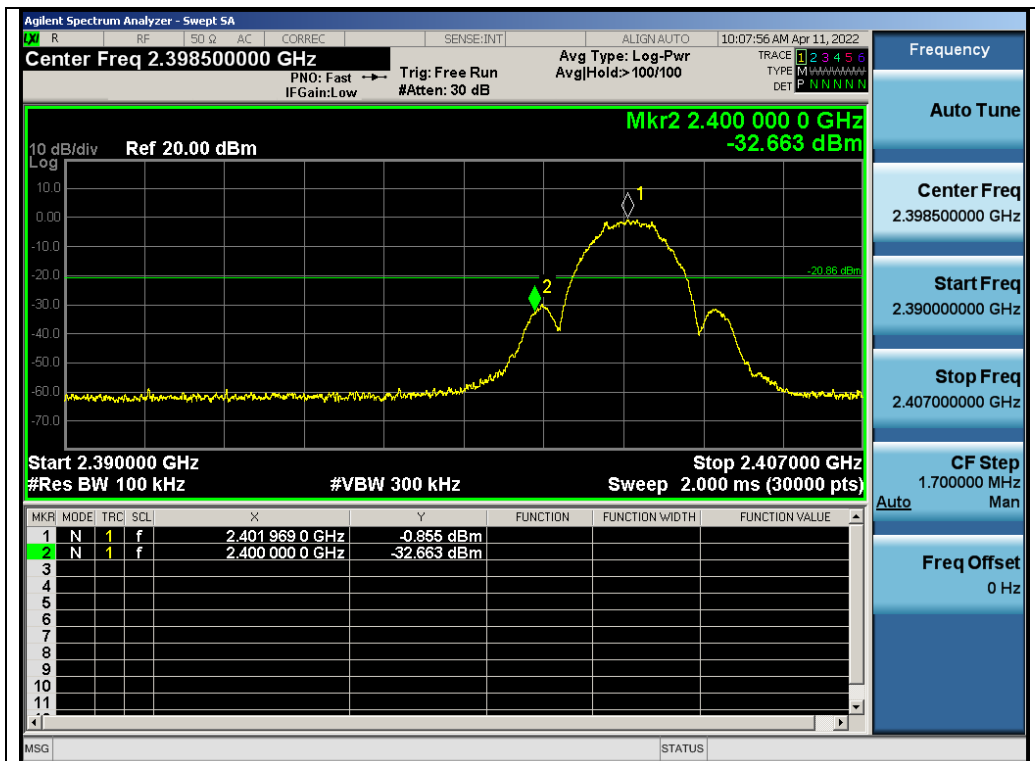 Agilent Spectrum Analyzer - Swept SA
LXI R RF 50 Ω AC CORREC SENSE:INT ALIGN AUTO 10:07:56 AM Apr 11, 2022
Center Freq 2.398500000 GHz
PNO: Fast
IFGain:Low
Trig: Free Run
#Atten: 30 dB
Avg Type: Log-Pwr
Avg|Hold:>100/100
TRACE 1 2 3 4 5 6
TYPE M
DET P N N N N N
Mkr2 2.400 000 0 GHz
-32.663 dBm
10 dB/div Ref 20.00 dBm
Log
10.0
0.00
-10.0
-20.0
-30.0
-40.0
-50.0
-60.0
-70.0
1
2
-20.86 dBm
Start 2.390000 GHz Stop 2.407000 GHz
#Res BW 100 kHz #VBW 300 kHz Sweep 2.000 ms (30000 pts)
MKR MODE TRC SCL X Y FUNCTION FUNCTION WIDTH FUNCTION VALUE
1 N 1 f 2.401 969 0 GHz -0.855 dBm
2 N 1 f 2.400 000 0 GHz -32.663 dBm
3
4
5
6
7
8
9
10
11
MSG STATUS
Frequency
Auto Tune
Center Freq
2.398500000 GHz
Start Freq
2.390000000 GHz
Stop Freq
2.407000000 GHz
CF Step
1.700000 MHz
Auto Man
Freq Offset
0 Hz